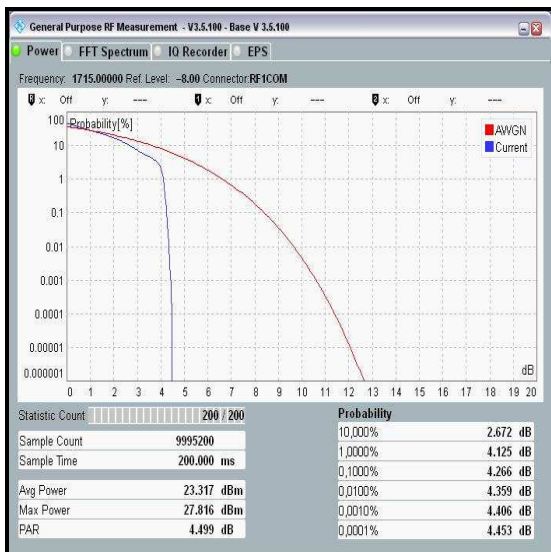 General Purpose RF Measurement - V3.5.100 - Base V 3.5.100
Power FFT Spectrum IQ Recorder EPS
Frequency: 1715.00000 Ref. Level: -8.00 Connector:RF1COM
x: Off y: --- 1 x: Off y: --- 2 x: Off y: ---
Probability[%]
100
10
1
0.1
0.01
0.001
0.0001
0.00001
0.000001
AWGN
Current
dB
0 1 2 3 4 5 6 7 8 9 10 11 12 13 14 15 16 17 18 19 20
Statistic Count 200 / 200
Sample Count 9995200
Sample Time 200.000 ms
Avg Power 23.317 dBm
Max Power 27.816 dBm
PAR 4.499 dB
Probability
10,000% 2.672 dB
1,0000% 4.125 dB
0,1000% 4.266 dB
0,0100% 4.359 dB
0,0010% 4.406 dB
0,0001% 4.453 dB